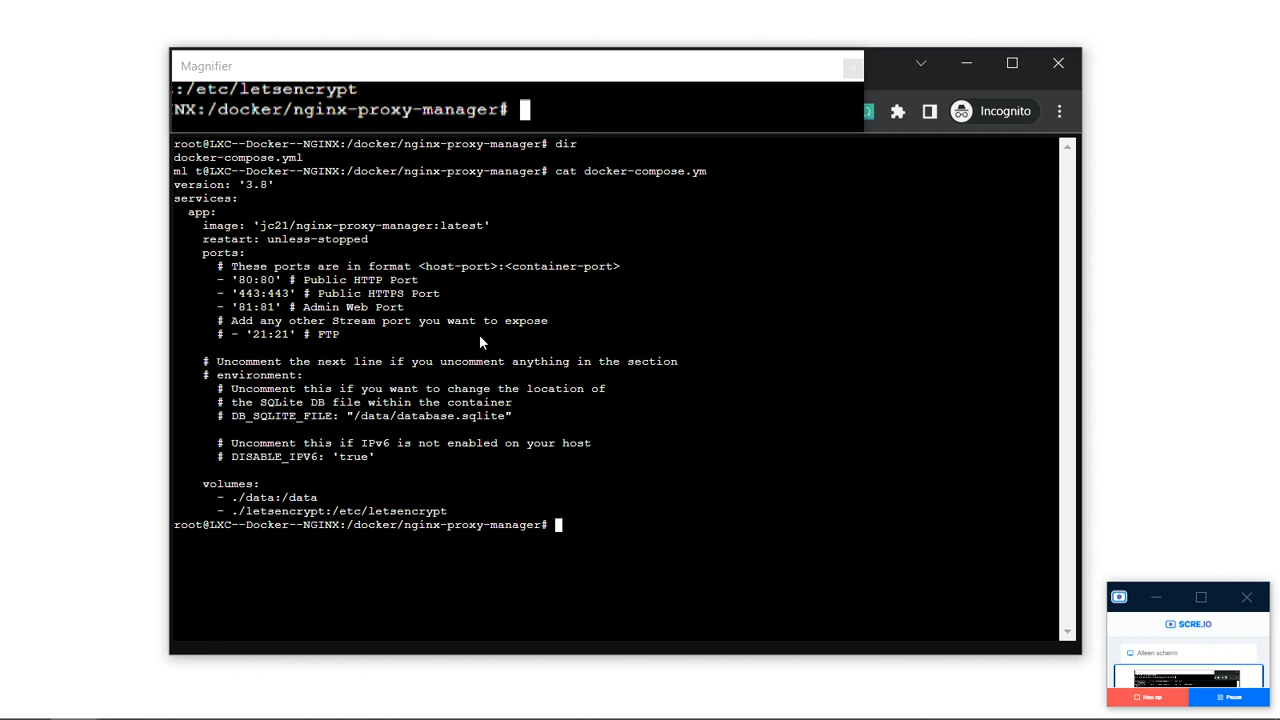 Magnifier
:/etc/letsencrypt
NX:/docker/nginx-proxy-manager#
Incognito
root@LXC--Docker--NGINX:/docker/nginx-proxy-manager# dir
docker-compose.yml
ml t@LXC--Docker--NGINX:/docker/nginx-proxy-manager# cat docker-compose.ym
version: '3.8'
services:
app:
image: 'jc21/nginx-proxy-manager:latest'
restart: unless-stopped
ports:
# These ports are in format <host-port>:<container-port>
- '80:80' # Public HTTP Port
- '443:443' # Public HTTPS Port
- '81:81' # Admin Web Port
# Add any other Stream port you want to expose
# - '21:21' # FTP
# Uncomment the next line if you uncomment anything in the section
# environment:
# Uncomment this if you want to change the location of
# the SQLite DB file within the container
# DB_SQLITE_FILE: "/data/database.sqlite"
# Uncomment this if IPv6 is not enabled on your host
# DISABLE_IPV6: 'true'
volumes:
- ./data:/data
- ./letsencrypt:/etc/letsencrypt
root@LXC--Docker--NGINX:/docker/nginx-proxy-manager#
SCRE.IO
Alleen scherm
Pauze